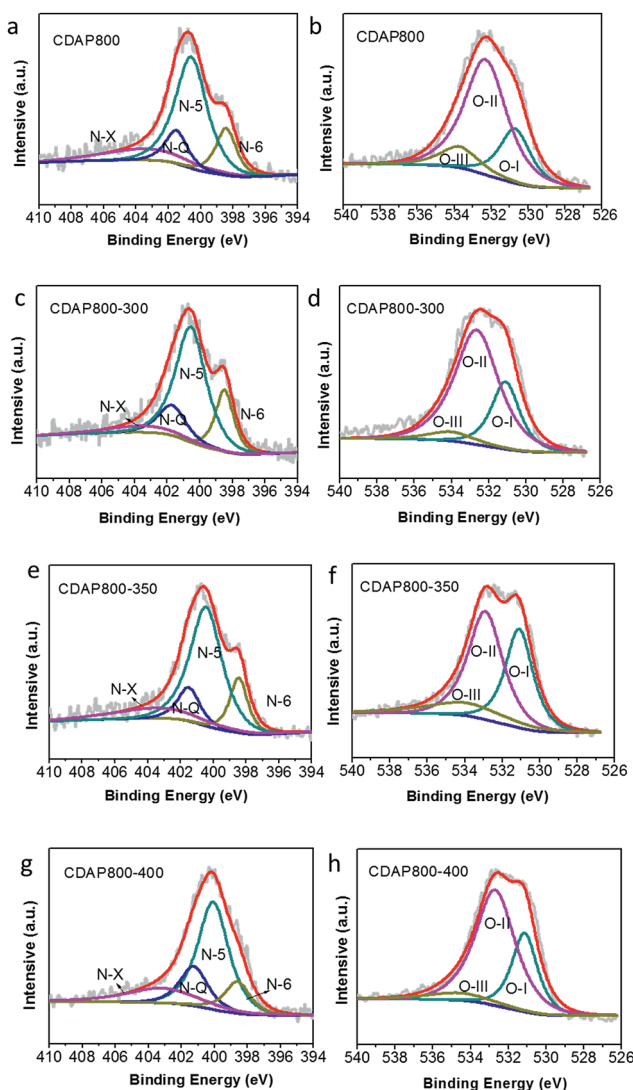 a
CDAP800
N-X
N-Q
N-5
N-6
Intensive (a.u.)
410 408 406 404 402 400 398 396 394
Binding Energy (eV)
b
CDAP800
O-III
O-II
O-I
Intensive (a.u.)
540 538 536 534 532 530 528 526
Binding Energy (eV)
c
CDAP800-300
N-X
N-Q
N-5
N-6
Intensive (a.u.)
410 408 406 404 402 400 398 396 394
Binding Energy (eV)
d
CDAP800-300
O-III
O-II
O-I
Intensive (a.u.)
540 538 536 534 532 530 528 526
Binding Energy (eV)
e
CDAP800-350
N-X
N-Q
N-5
N-6
Intensive (a.u.)
410 408 406 404 402 400 398 396 394
Binding Energy (eV)
f
CDAP800-350
O-III
O-II
O-I
Intensive (a.u.)
540 538 536 534 532 530 528 526
Binding Energy (eV)
g
CDAP800-400
N-X
N-Q
N-5
N-6
Intensive (a.u.)
410 408 406 404 402 400 398 396 394
Binding Energy (eV)
h
CDAP800-400
O-III
O-II
O-I
Intensive (a.u.)
540 538 536 534 532 530 528 526
Binding Energy (eV)